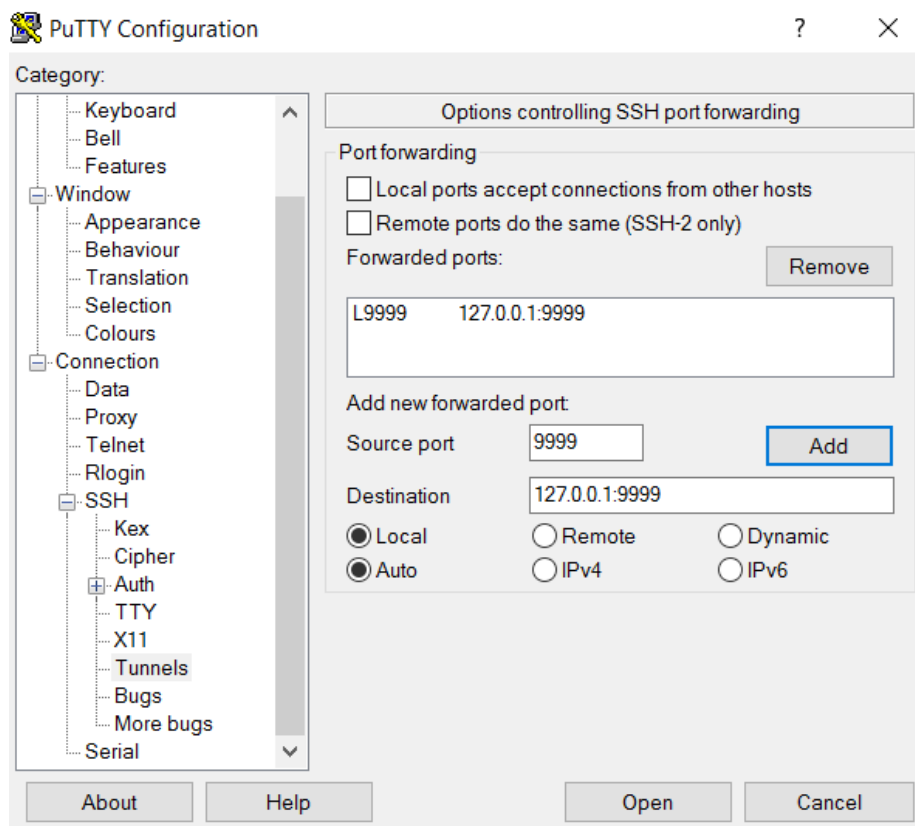 PuTTY Configuration
?
Category:
Keyboard
Bell
Features
Window
Appearance
Behaviour
Translation
Selection
Colours
Connection
Data
Proxy
Telnet
Rlogin
SSH
Kex
Cipher
Auth
TTY
X11
Tunnels
Bugs
More bugs
Serial
Options controlling SSH port forwarding
Port forwarding
Local ports accept connections from other hosts
Remote ports do the same (SSH-2 only)
Forwarded ports:
Remove
L9999 127.0.0.1:9999
Add new forwarded port:
Source port 9999 Add
Destination 127.0.0.1:9999
Local Remote Dynamic
Auto IPv4 IPv6
About Help Open Cancel